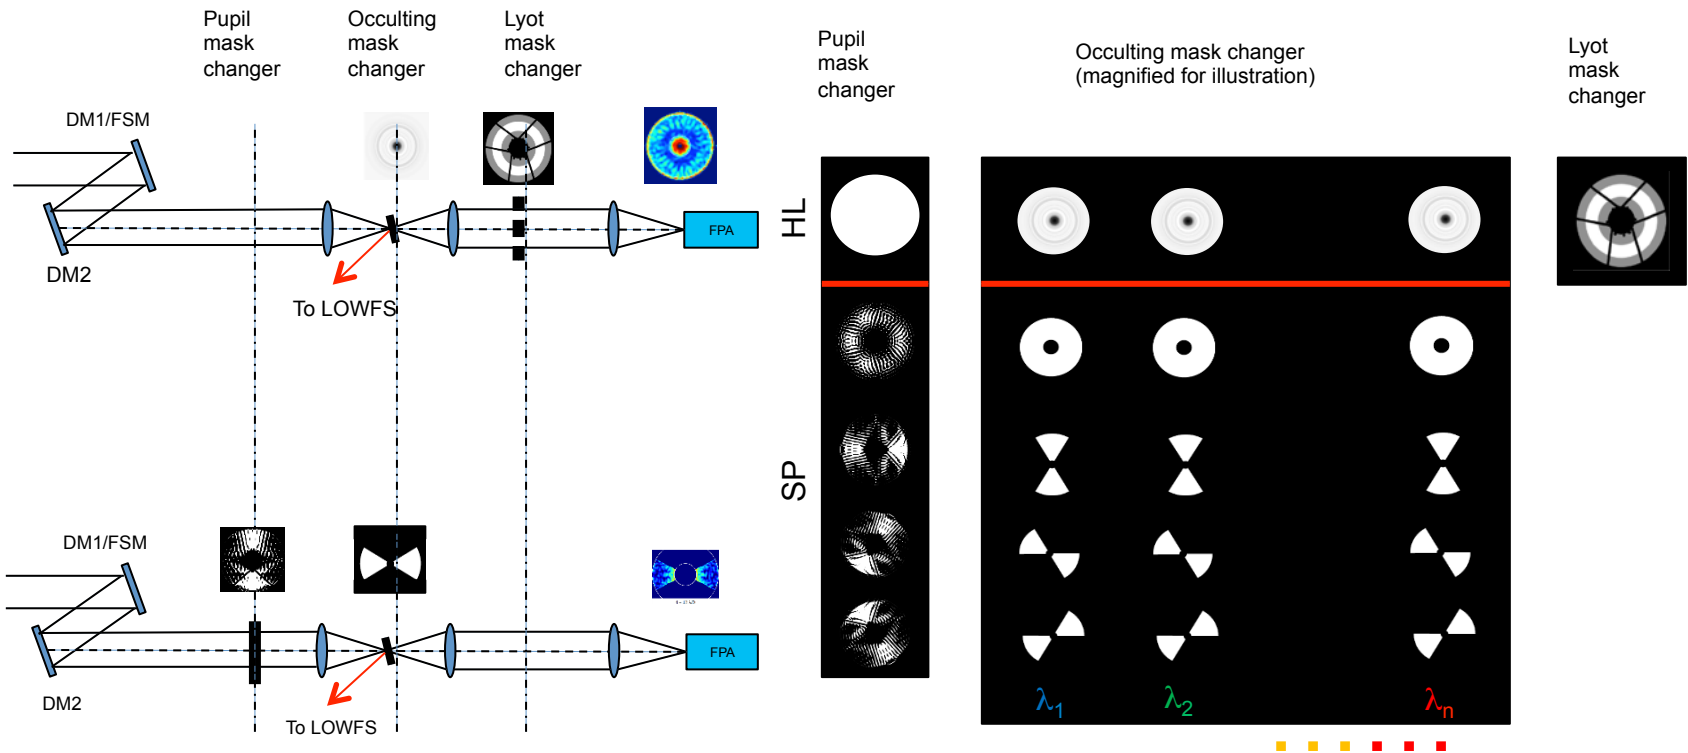 Pupil
mask
changer
Occulting
mask
changer
Lyot
mask
changer
DM1/FSM
DM2
To LOWFS
FPA
DM1/FSM
DM2
To LOWFS
FPA
Pupil
mask
changer
Occulting mask changer
(magnified for illustration)
Lyot
mask
changer
HL
SP
λ1
λ2
λn